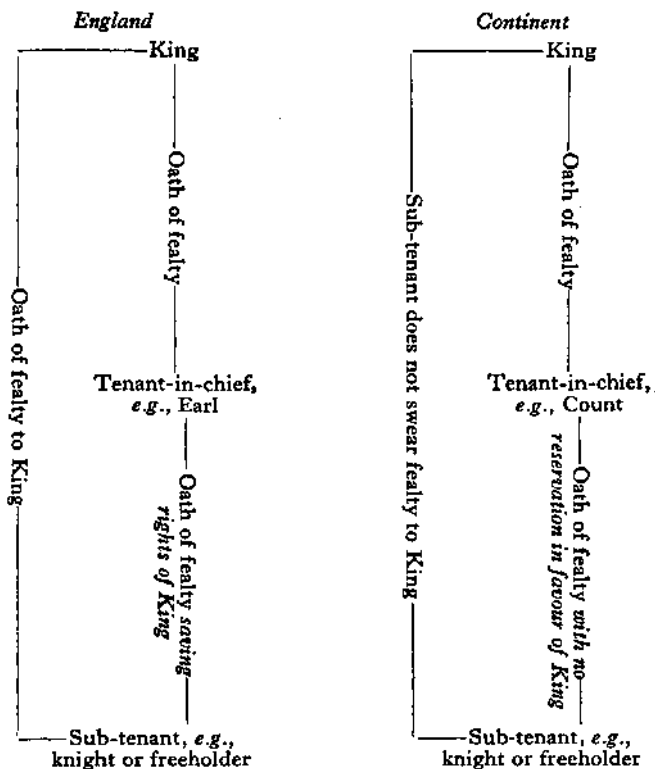 England
King
Oath of fealty
Oath of fealty to King
Tenant-in-chief,
e.g., Earl
Oath of fealty saving
rights of King
Sub-tenant, e.g.,
knight or freeholder
Continent
King
Oath of fealty
Sub-tenant does not swear fealty to King
Tenant-in-chief,
e.g., Count
Oath of fealty with no
reservation in favour of King
Sub-tenant, e.g.,
knight or freeholder